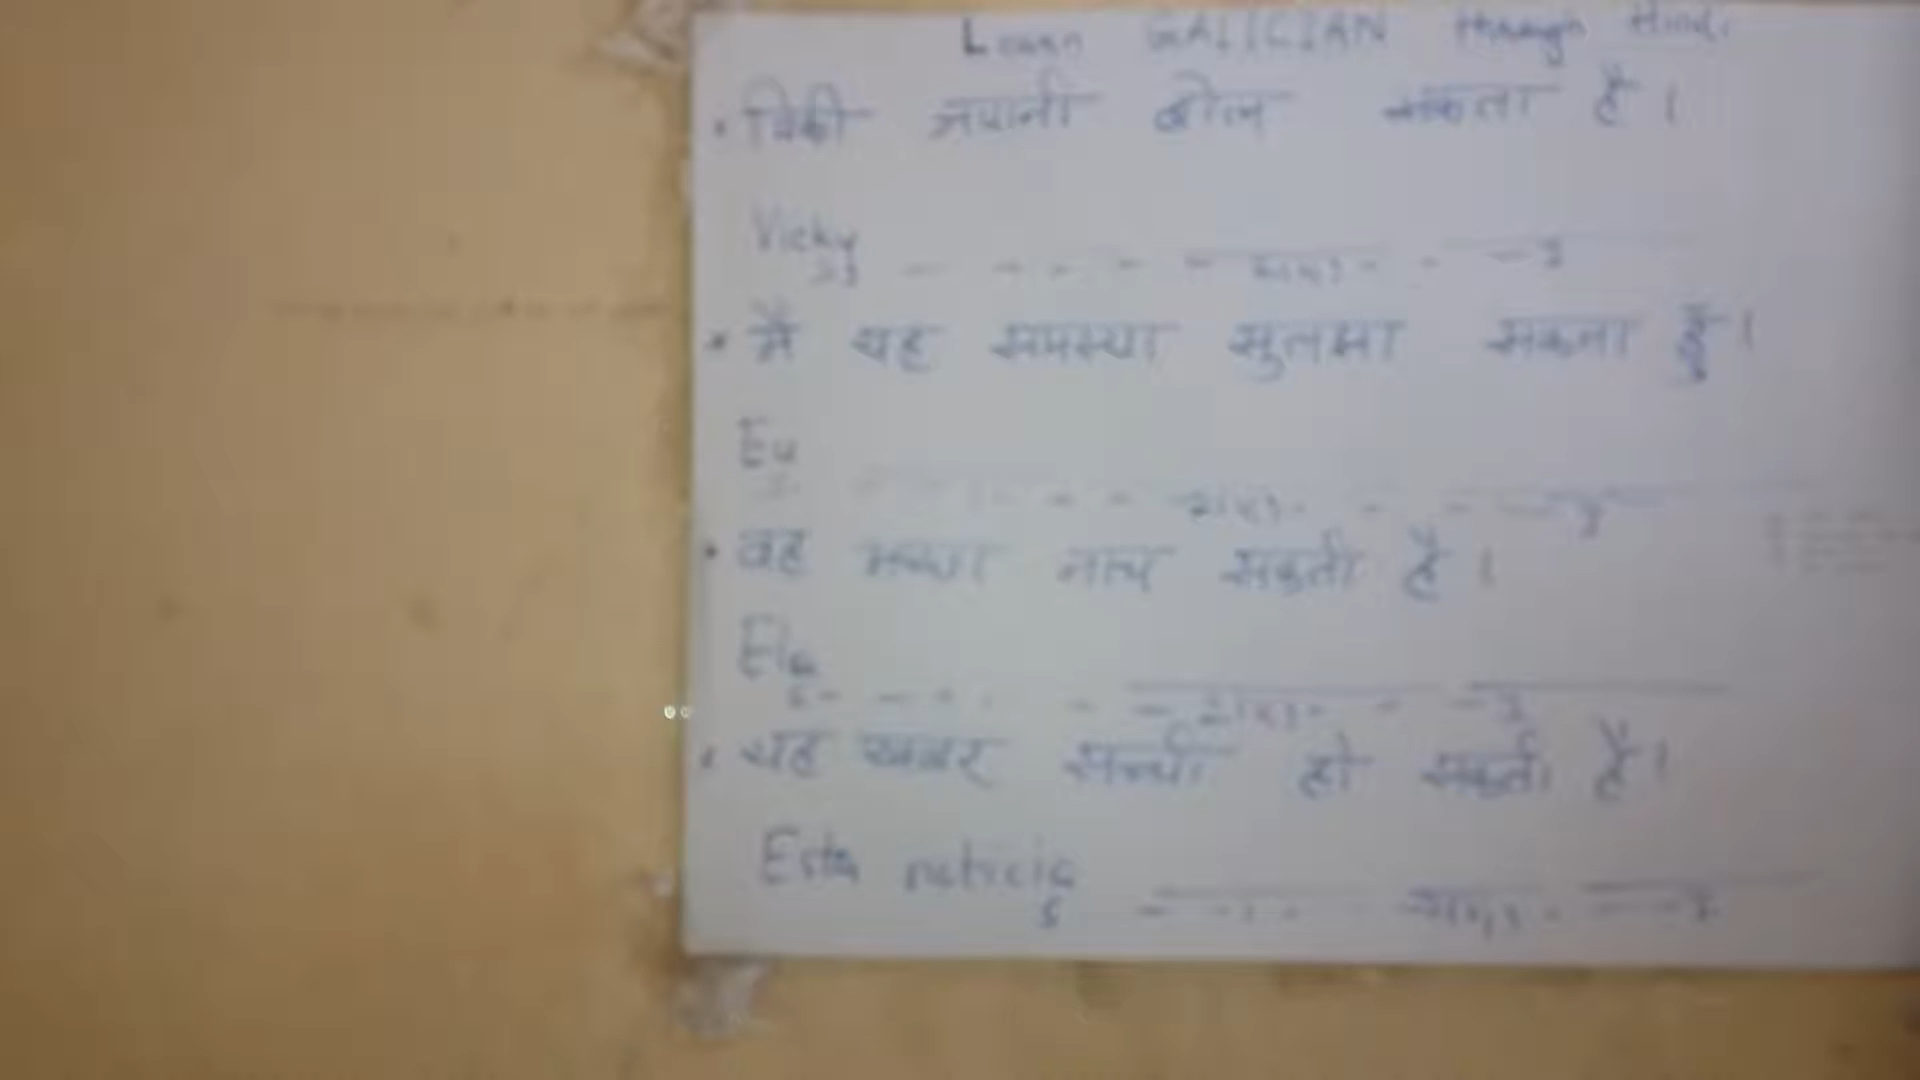 Learn GALICIAN through Hindi
• विकी जपानी बोल सकता है।
Vicky
• मैं यह समस्या सुलझा सकता हूँ।
Eu
• वह अच्छा नाच सकती है।
Ela
• यह खबर सच्ची हो सकती है।
Esta noticia